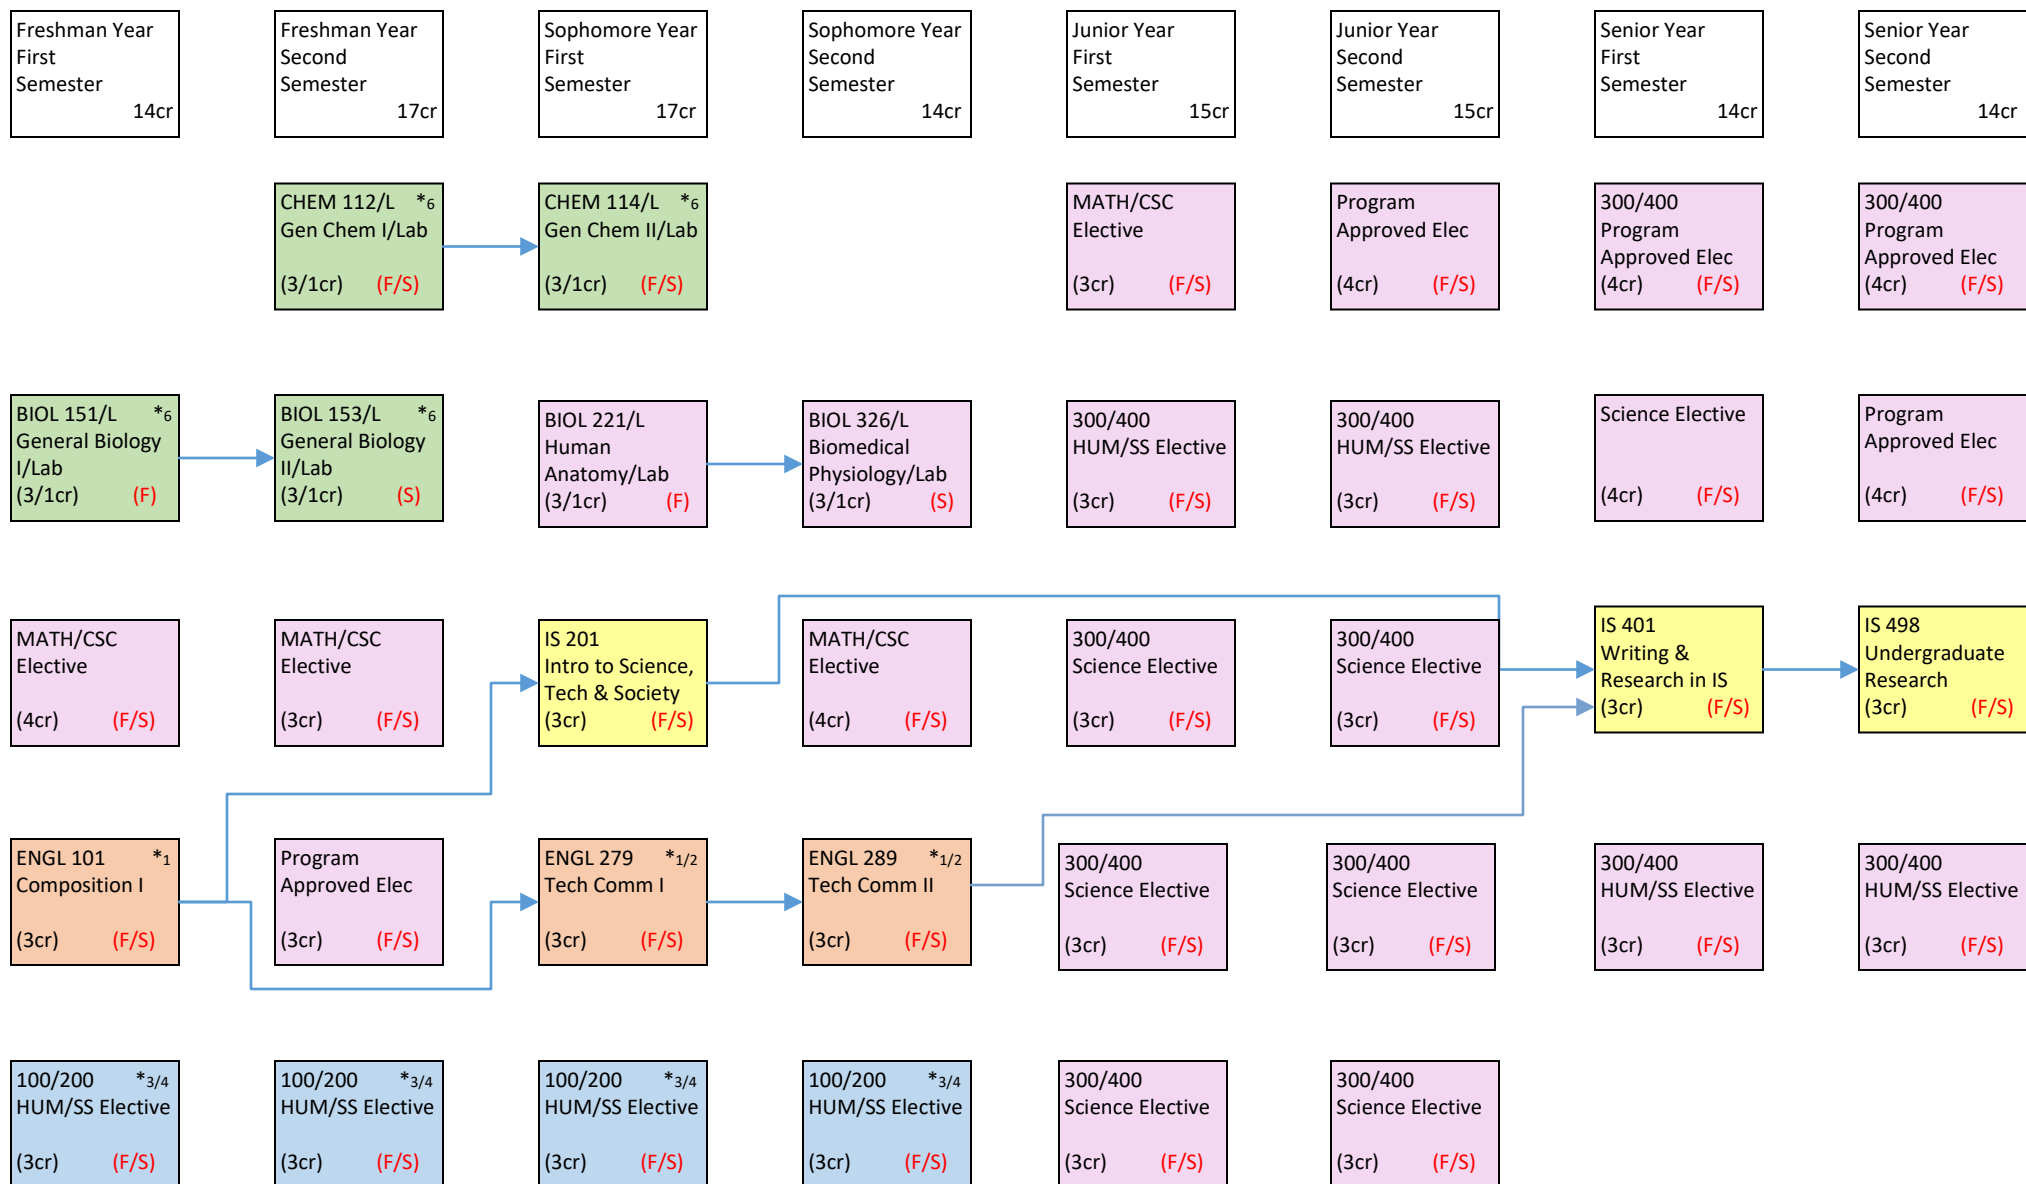 Freshman Year
First
Semester
14cr
Freshman Year
Second
Semester
17cr
Sophomore Year
First
Semester
17cr
Sophomore Year
Second
Semester
14cr
Junior Year
First
Semester
15cr
Junior Year
Second
Semester
15cr
Senior Year
First
Semester
14cr
Senior Year
Second
Semester
14cr
CHEM 112/L *6
Gen Chem I/Lab
(3/1cr) (F/S)
CHEM 114/L *6
Gen Chem II/Lab
(3/1cr) (F/S)
MATH/CSC
Elective
(3cr) (F/S)
Program
Approved Elec
(4cr) (F/S)
300/400
Program
Approved Elec
(4cr) (F/S)
300/400
Program
Approved Elec
(4cr) (F/S)
BIOL 151/L *6
General Biology
I/Lab
(3/1cr) (F)
BIOL 153/L *6
General Biology
II/Lab
(3/1cr) (S)
BIOL 221/L
Human
Anatomy/Lab
(3/1cr) (F)
BIOL 326/L
Biomedical
Physiology/Lab
(3/1cr) (S)
300/400
HUM/SS Elective
(3cr) (F/S)
300/400
HUM/SS Elective
(3cr) (F/S)
Science Elective
(4cr) (F/S)
Program
Approved Elec
(4cr) (F/S)
MATH/CSC
Elective
(4cr) (F/S)
MATH/CSC
Elective
(3cr) (F/S)
IS 201
Intro to Science,
Tech & Society
(3cr) (F/S)
MATH/CSC
Elective
(4cr) (F/S)
300/400
Science Elective
(3cr) (F/S)
300/400
Science Elective
(3cr) (F/S)
IS 401
Writing &
Research in IS
(3cr) (F/S)
IS 498
Undergraduate
Research
(3cr) (F/S)
ENGL 101 *1
Composition I
(3cr) (F/S)
Program
Approved Elec
(3cr) (F/S)
ENGL 279 *1/2
Tech Comm I
(3cr) (F/S)
ENGL 289 *1/2
Tech Comm II
(3cr) (F/S)
300/400
Science Elective
(3cr) (F/S)
300/400
Science Elective
(3cr) (F/S)
300/400
HUM/SS Elective
(3cr) (F/S)
300/400
HUM/SS Elective
(3cr) (F/S)
100/200 *3/4
HUM/SS Elective
(3cr) (F/S)
100/200 *3/4
HUM/SS Elective
(3cr) (F/S)
100/200 *3/4
HUM/SS Elective
(3cr) (F/S)
100/200 *3/4
HUM/SS Elective
(3cr) (F/S)
300/400
Science Elective
(3cr) (F/S)
300/400
Science Elective
(3cr) (F/S)